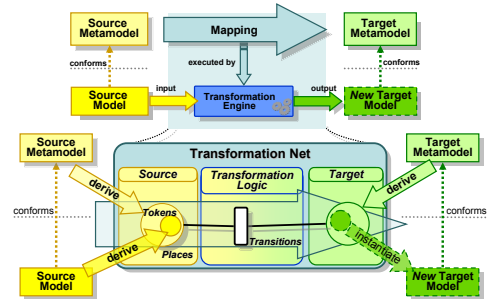 Source
Metamodel
Mapping
Target
Metamodel
conforms
executed by
conforms
Source
Model
input
Transformation
Engine
output
New Target
Model
Source
Metamodel
Transformation Net
Target
Metamodel
derive
Source
Transformation
Logic
Target
derive
conforms
Tokens
conforms
derive
Places
Transitions
instantiate
Source
Model
New Target
Model